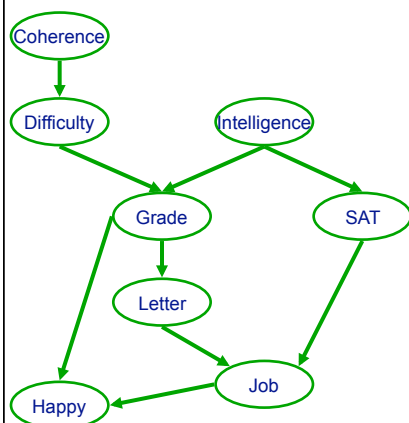 Coherence
Difficulty
Intelligence
Grade
SAT
Letter
Job
Happy